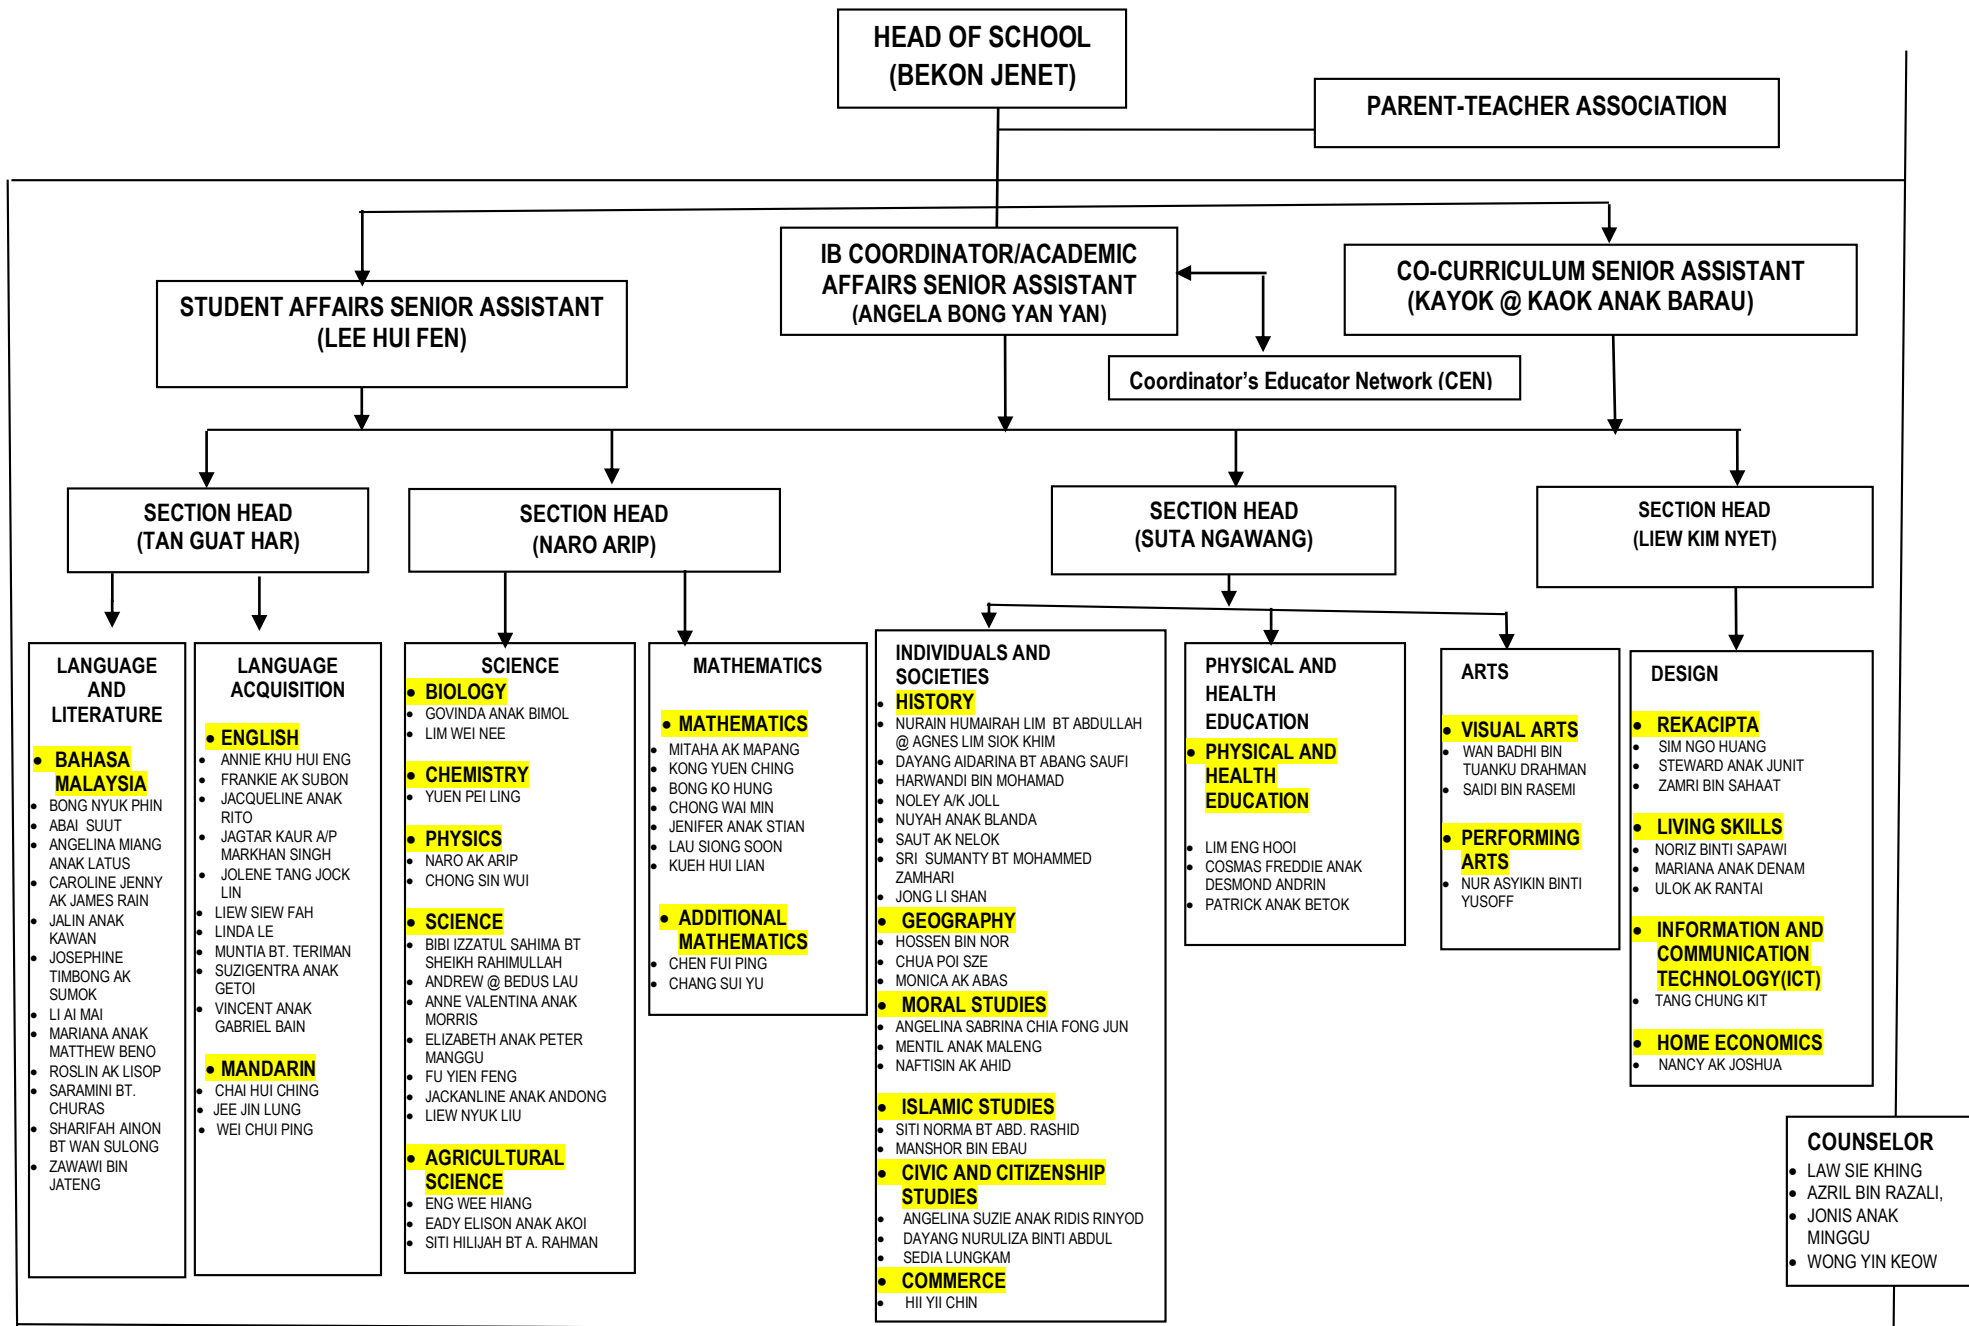 HEAD OF SCHOOL
(BEKON JENET)
PARENT-TEACHER ASSOCIATION
STUDENT AFFAIRS SENIOR ASSISTANT
(LEE HUI FEN)
IB COORDINATOR/ACADEMIC
AFFAIRS SENIOR ASSISTANT
(ANGELA BONG YAN YAN)
CO-CURRICULUM SENIOR ASSISTANT
(KAYOK @ KAOK ANAK BARAU)
Coordinator's Educator Network (CEN)
SECTION HEAD
(TAN GUAT HAR)
SECTION HEAD
(NARO ARIP)
SECTION HEAD
(SUTA NGAWANG)
SECTION HEAD
(LIEW KIM NYET)
LANGUAGE
AND
LITERATURE
• BAHASA
MALAYSIA
• BONG NYUK PHIN
• ABAI SUUT
• ANGELINA MIANG
ANAK LATUS
• CAROLINE JENNY
AK JAMES RAIN
• JALIN ANAK
KAWAN
• JOSEPHINE
TIMBONG AK
SUMOK
• LI AI MAI
• MARIANA ANAK
MATTHEW BENO
• ROSLIN AK LISOP
• SARAMINI BT.
CHURAS
• SHARIFAH AINON
BT WAN SULONG
• ZAWAWI BIN
JATENG
LANGUAGE
ACQUISITION
• ENGLISH
• ANNIE KHU HUI ENG
• FRANKIE AK SUBON
• JACQUELINE ANAK
RITO
• JAGTAR KAUR A/P
MARKHAN SINGH
• JOLENE TANG JOCK
LIN
• LIEW SIEW FAH
• LINDA LE
• MUNTIA BT. TERIMAN
• SUZIGENTRA ANAK
GETOI
• VINCENT ANAK
GABRIEL BAIN
• MANDARIN
• CHAI HUI CHING
• JEE JIN LUNG
• WEI CHUI PING
SCIENCE
• BIOLOGY
• GOVINDA ANAK BIMOL
• LIM WEI NEE
• CHEMISTRY
• YUEN PEI LING
• PHYSICS
• NARO AK ARIP
• CHONG SIN WUI
• SCIENCE
• BIBI IZZATUL SAHIMA BT
SHEIKH RAHIMULLAH
• ANDREW @ BEDUS LAU
• ANNE VALENTINA ANAK
MORRIS
• ELIZABETH ANAK PETER
MANGGU
• FU YIEN FENG
• JACKANLINE ANAK ANDONG
• LIEW NYUK LIU
• AGRICULTURAL
SCIENCE
• ENG WEE HIANG
• EADY ELISON ANAK AKOI
• SITI HILIJAH BT A. RAHMAN
MATHEMATICS
• MATHEMATICS
• MITAHA AK MAPANG
• KONG YUEN CHING
• BONG KO HUNG
• CHONG WAI MIN
• JENIFER ANAK STIAN
• LAU SIONG SOON
• KUEH HUI LIAN
• ADDITIONAL
MATHEMATICS
• CHEN FUI PING
• CHANG SUI YU
INDIVIDUALS AND
SOCIETIES
• HISTORY
• NURAIN HUMAIRAH LIM BT ABDULLAH
@ AGNES LIM SIOK KHIM
• DAYANG AIDARINA BT ABANG SAUFI
• HARWANDI BIN MOHAMAD
• NOLEY A/K JOLL
• NUYAH ANAK BLANDA
• SAUT AK NELOK
• SRI SUMANTY BT MOHAMMED
ZAMHARI
• JONG LI SHAN
• GEOGRAPHY
• HOSSEN BIN NOR
• CHUA POI SZE
• MONICA AK ABAS
• MORAL STUDIES
• ANGELINA SABRINA CHIA FONG JUN
• MENTIL ANAK MALENG
• NAFTISIN AK AHID
• ISLAMIC STUDIES
• SITI NORMA BT ABD. RASHID
• MANSHOR BIN EBAU
• CIVIC AND CITIZENSHIP
STUDIES
• ANGELINA SUZIE ANAK RIDIS RINYOD
• DAYANG NURULIZA BINTI ABDUL
• SEDIA LUNGKAM
• COMMERCE
• HII YII CHIN
PHYSICAL AND
HEALTH
EDUCATION
• PHYSICAL AND
HEALTH
EDUCATION
• LIM ENG HOOI
• COSMAS FREDDIE ANAK
DESMOND ANDRIN
• PATRICK ANAK BETOK
ARTS
• VISUAL ARTS
• WAN BADHI BIN
TUANKU DRAHMAN
• SAIDI BIN RASEMI
• PERFORMING
ARTS
• NUR ASYIKIN BINTI
YUSOFF
DESIGN
• REKACIPTA
• SIM NGO HUANG
• STEWARD ANAK JUNIT
• ZAMRI BIN SAHAAT
• LIVING SKILLS
• NORIZ BINTI SAPAWI
• MARIANA ANAK DENAM
• ULOK AK RANTAI
• INFORMATION AND
COMMUNICATION
TECHNOLOGY(ICT)
• TANG CHUNG KIT
• HOME ECONOMICS
• NANCY AK JOSHUA
COUNSELOR
• LAW SIE KHING
• AZRIL BIN RAZALI,
• JONIS ANAK
MINGGU
• WONG YIN KEOW